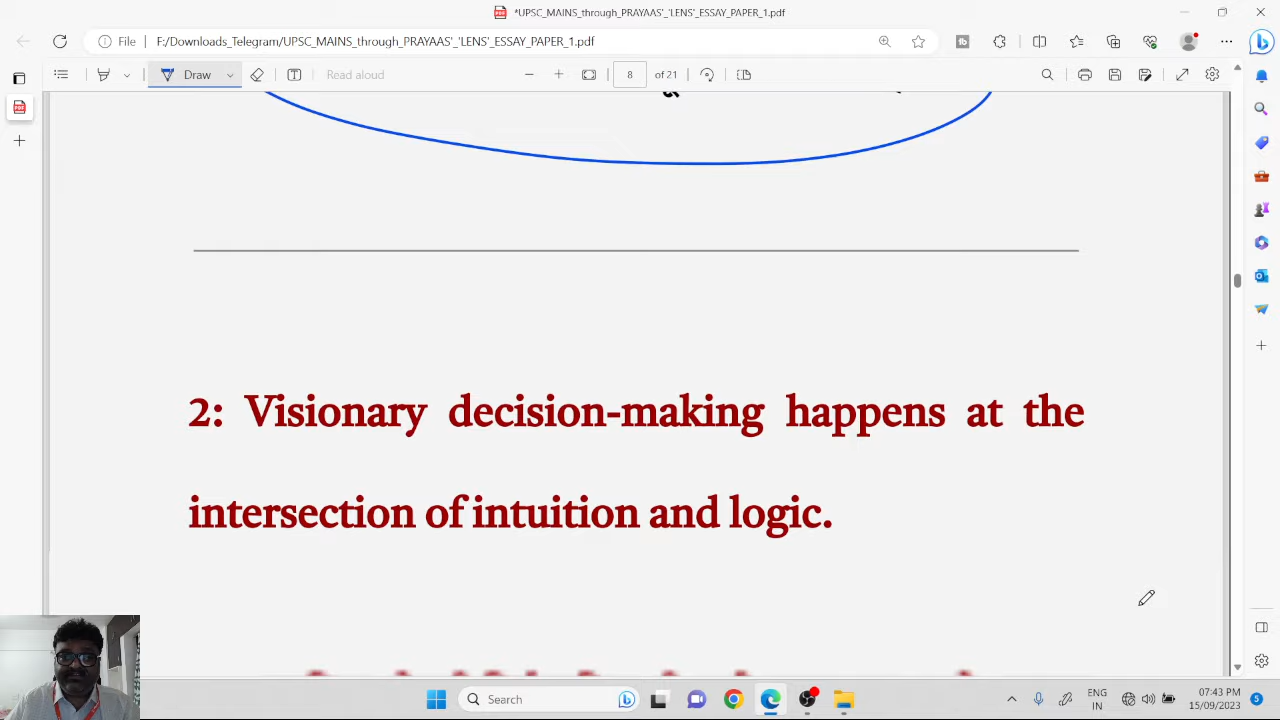 *UPSC_MAINS_through_PRAYAAS'_'LENS'_ESSAY_PAPER_1.pdf
File F:/Downloads_Telegram/UPSC_MAINS_through_PRAYAAS'_'LENS'_ESSAY_PAPER_1.pdf
Draw Read aloud 8 of 21
2: Visionary decision-making happens at the
intersection of intuition and logic.
Search ENG 07:43 PM
IN 15/09/2023 5